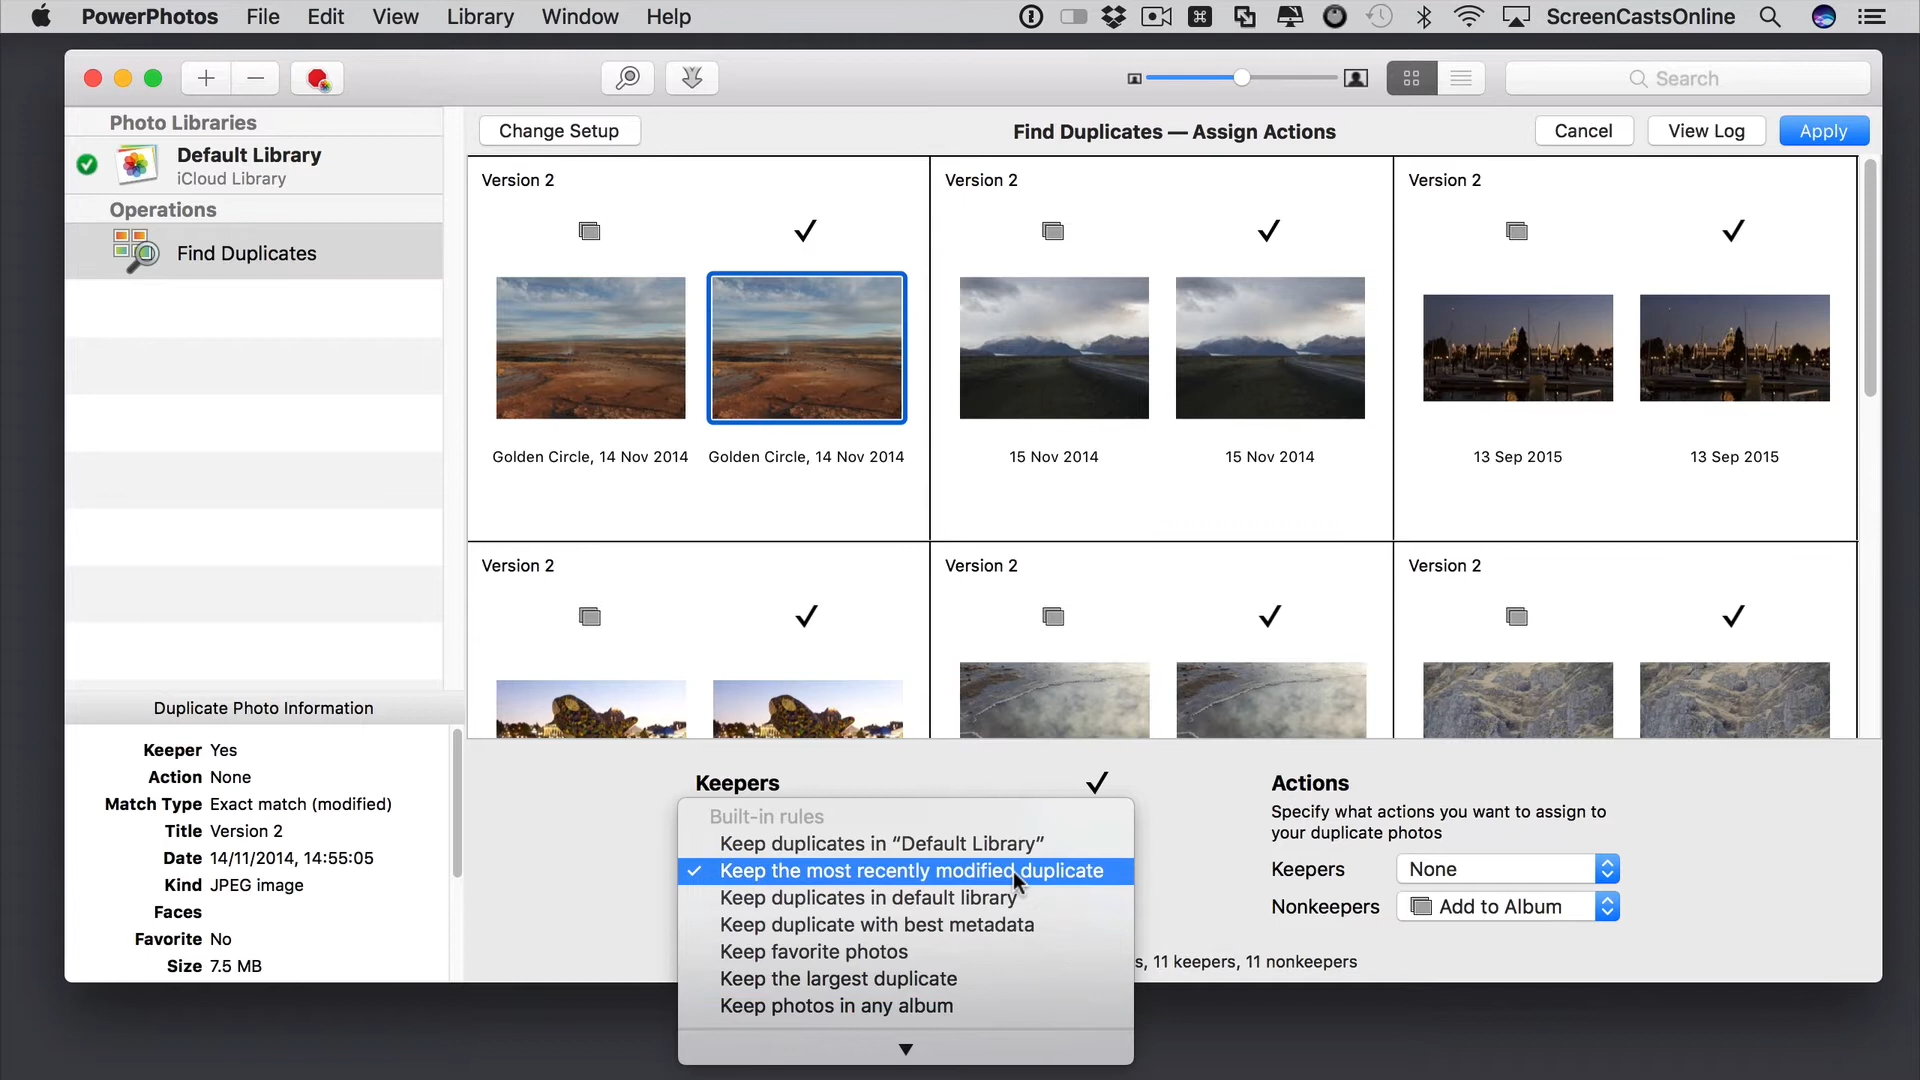 PowerPhotos File Edit View Library Window Help ScreenCastsOnline
Search
Photo Libraries
Default Library
iCloud Library
Operations
Find Duplicates
Change Setup
Find Duplicates — Assign Actions
Cancel
View Log
Apply
Version 2 Version 2 Version 2
Golden Circle, 14 Nov 2014 Golden Circle, 14 Nov 2014 15 Nov 2014 15 Nov 2014 13 Sep 2015 13 Sep 2015
Version 2 Version 2 Version 2
Duplicate Photo Information
Keeper Yes
Action None
Match Type Exact match (modified)
Title Version 2
Date 14/11/2014, 14:55:05
Kind JPEG image
Faces
Favorite No
Size 7.5 MB
Keepers
Built-in rules
Keep duplicates in “Default Library”
Keep the most recently modified duplicate
Keep duplicates in default library
Keep duplicate with best metadata
Keep favorite photos
Keep the largest duplicate
Keep photos in any album
Actions
Specify what actions you want to assign to
your duplicate photos
Keepers None
Nonkeepers Add to Album
s, 11 keepers, 11 nonkeepers